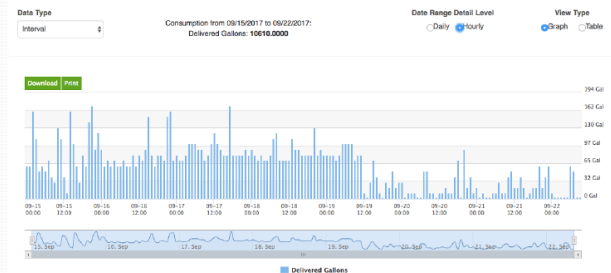 Data Type
Interval
Consumption from 09/15/2017 to 09/22/2017:
Delivered Gallons: 10610.0000
Date Range Detail Level
Daily Hourly
View Type
Graph Table
Download Print
194 Gal
162 Gal
130 Gal
97 Gal
65 Gal
32 Gal
0 Gal
09-15 09-15 09-16 09-16 09-17 09-17 09-18 09-18 09-19 09-19 09-20 09-20 09-21 09-21 09-22
00:00 12:00 00:00 12:00 00:00 12:00 00:00 12:00 00:00 12:00 00:00 12:00 00:00 12:00 00:00
15.Sep 16.Sep 17.Sep 18.Sep 19.Sep 20.Sep 21.Sep 22.Sep
Delivered Gallons